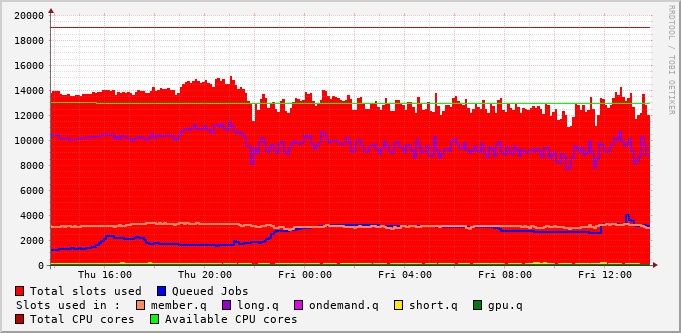 20000
18000
16000
14000
12000
10000
8000
6000
4000
2000
0
Thu 16:00 Thu 20:00 Fri 00:00 Fri 04:00 Fri 08:00 Fri 12:00
Total slots used Queued Jobs
Slots used in : member.q long.q ondemand.q short.q gpu.q
Total CPU cores Available CPU cores
RRDTOOL / TOBI OETIKER